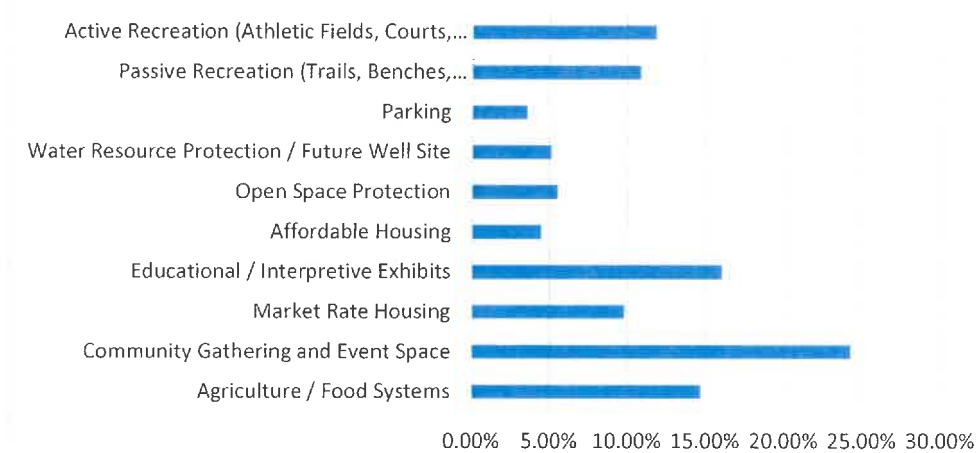 Active Recreation (Athletic Fields, Courts,...
Passive Recreation (Trails, Benches,...
Parking
Water Resource Protection / Future Well Site
Open Space Protection
Affordable Housing
Educational / Interpretive Exhibits
Market Rate Housing
Community Gathering and Event Space
Agriculture / Food Systems
0.00% 5.00% 10.00% 15.00% 20.00% 25.00% 30.00%